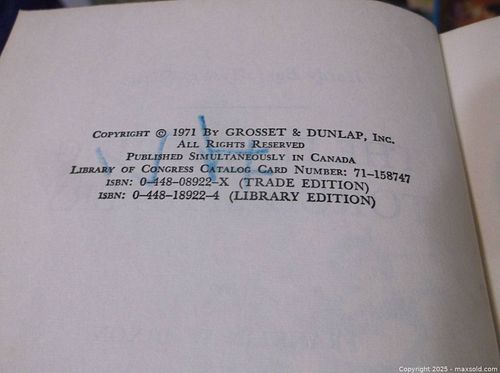 Copyright © 1971 By GROSSET & DUNLAP, Inc.
All Rights Reserved
Published Simultaneously in Canada
Library of Congress Catalog Card Number: 71-158747
ISBN: 0-448-08922-X (TRADE EDITION)
ISBN: 0-448-18922-4 (LIBRARY EDITION)
Copyright 2025 - maxsold.com